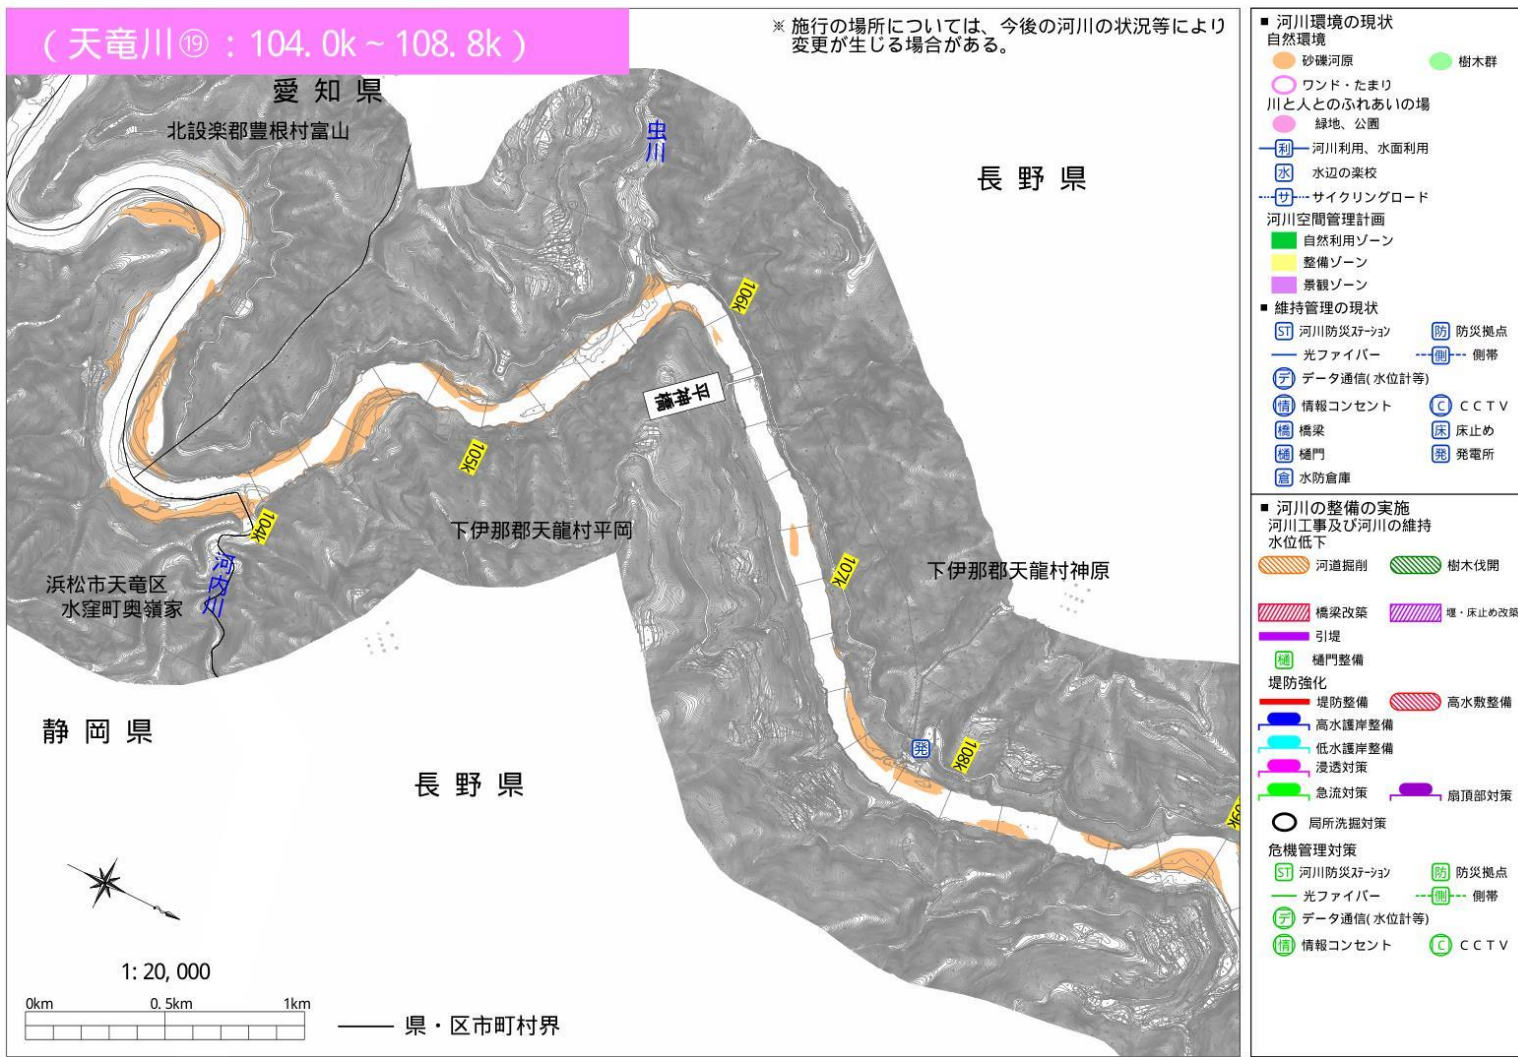 (天竜川⑲ : 104.0k ~ 108.8k)
※ 施行の場所については、今後の河川の状況等により
変更が生じる場合がある。
愛知県
北設楽郡豊根村富山
虫川
長野県
106k
平神橋
105k
104k
下伊那郡天龍村平岡
107k
下伊那郡天龍村神原
河内川
浜松市天竜区
水窪町奥嶺家
静岡県
長野県
発
108k
109k
1:20,000
0km 0.5km 1km
県・区市町村界
■ 河川環境の現状
自然環境
砂礫河原
樹木群
ワンド・たまり
川と人とのふれあいの場
緑地、公園
利 河川利用、水面利用
水 水辺の楽校
サ サイクリングロード
河川空間管理計画
自然利用ゾーン
整備ゾーン
景観ゾーン
■ 維持管理の現状
ST 河川防災ステーション
防 防災拠点
光ファイバー
側 側帯
デ データ通信(水位計等)
情 情報コンセント
C CCTV
橋 橋梁
床 床止め
樋 樋門
発 発電所
倉 水防倉庫
■ 河川の整備の実施
河川工事及び河川の維持
水位低下
河道掘削
樹木伐開
橋梁改築
堰・床止め改築
引堤
樋 樋門整備
堤防強化
堤防整備
高水敷整備
高水護岸整備
低水護岸整備
浸透対策
急流対策
扇頂部対策
局所洗掘対策
危機管理対策
ST 河川防災ステーション
防 防災拠点
光ファイバー
側 側帯
デ データ通信(水位計等)
情 情報コンセント
C CCTV